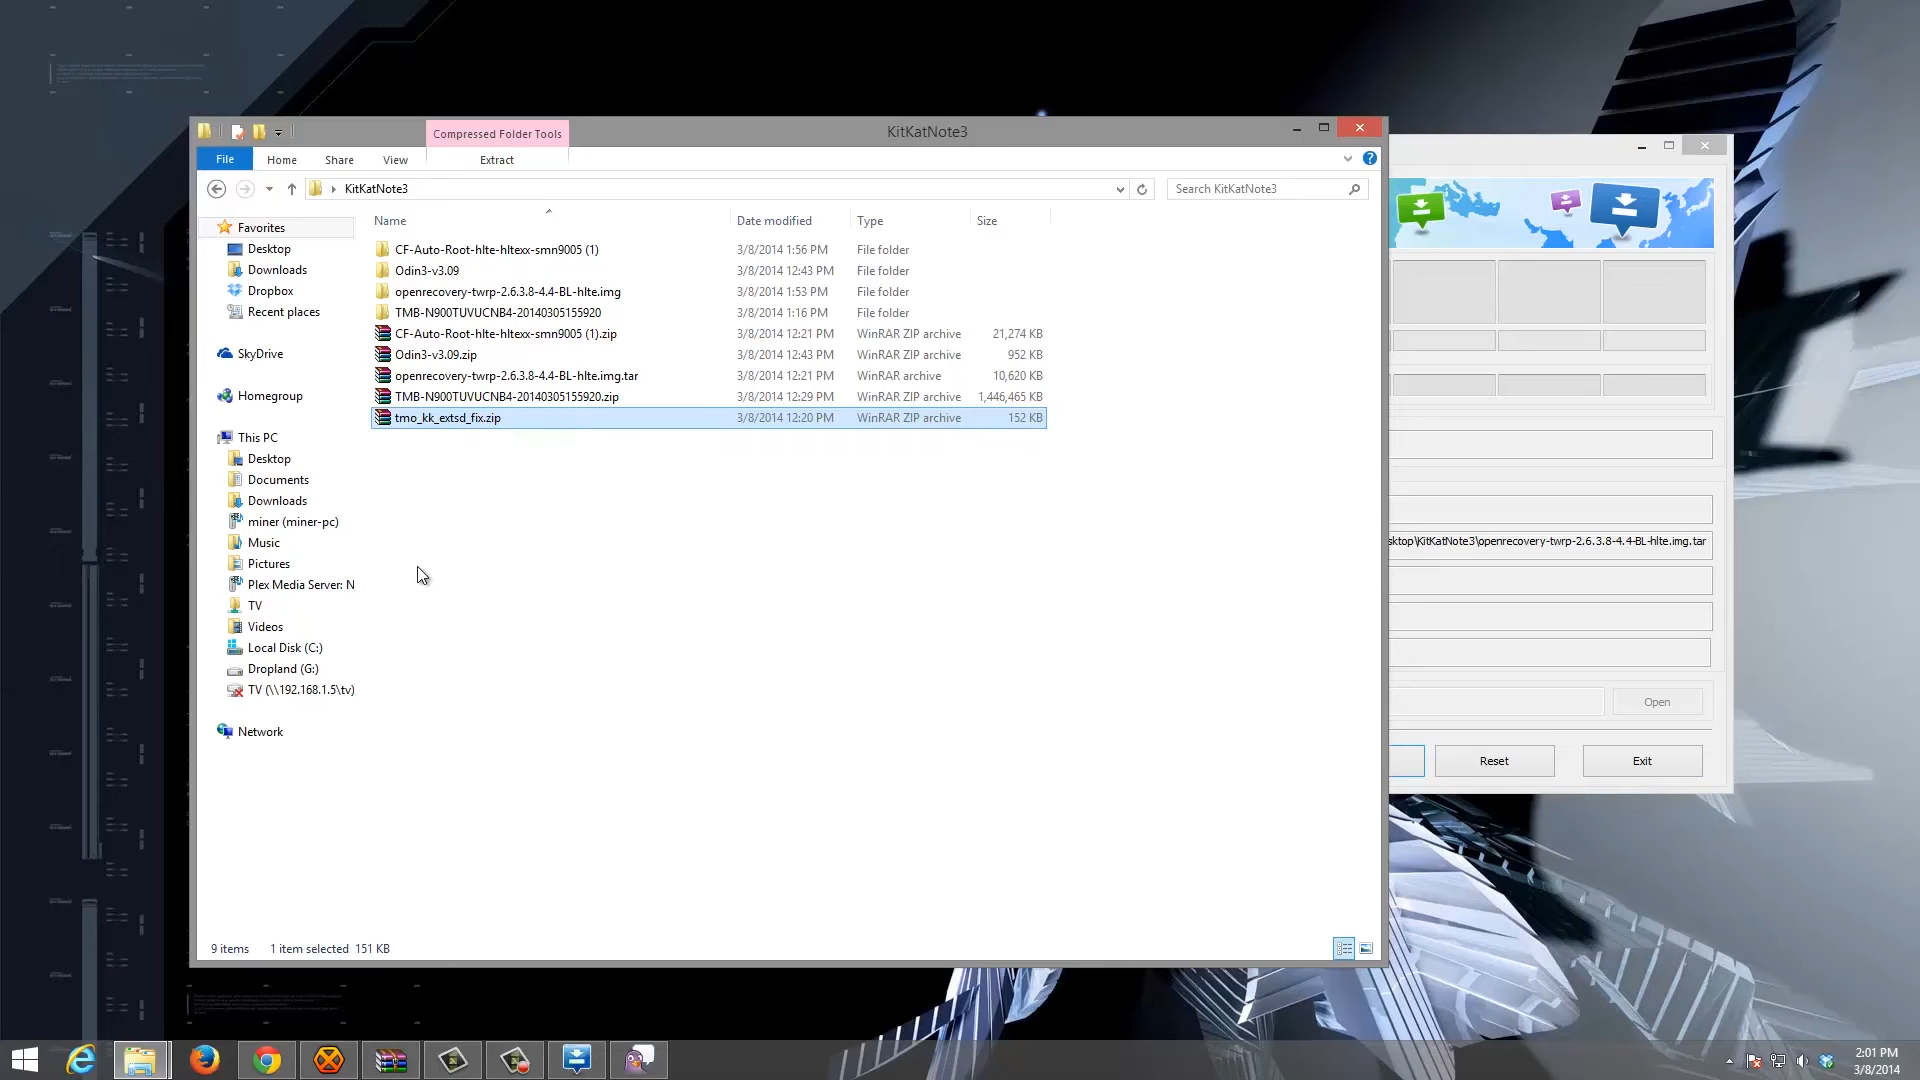 Compressed Folder Tools
KitKatNote3
File
Home
Share
View
Extract
KitKatNote3
Search KitKatNote3
Name
Date modified
Type
Size
Favorites
Desktop
Downloads
Dropbox
Recent places
SkyDrive
Homegroup
This PC
Desktop
Documents
Downloads
miner (miner-pc)
Music
Pictures
Plex Media Server: N
TV
Videos
Local Disk (C:)
Dropland (G:)
TV (\\192.168.1.5\tv)
Network
CF-Auto-Root-hlte-hltexx-smn9005 (1) 3/8/2014 1:56 PM File folder
Odin3-v3.09 3/8/2014 12:43 PM File folder
openrecovery-twrp-2.6.3.8-4.4-BL-hlte.img 3/8/2014 1:53 PM File folder
TMB-N900TUVUCNB4-20140305155920 3/8/2014 1:16 PM File folder
CF-Auto-Root-hlte-hltexx-smn9005 (1).zip 3/8/2014 12:21 PM WinRAR ZIP archive 21,274 KB
Odin3-v3.09.zip 3/8/2014 12:43 PM WinRAR ZIP archive 952 KB
openrecovery-twrp-2.6.3.8-4.4-BL-hlte.img.tar 3/8/2014 12:21 PM WinRAR archive 10,620 KB
TMB-N900TUVUCNB4-20140305155920.zip 3/8/2014 12:29 PM WinRAR ZIP archive 1,446,465 KB
tmo_kk_extsd_fix.zip 3/8/2014 12:20 PM WinRAR ZIP archive 152 KB
9 items 1 item selected 151 KB
sktop\KitKatNote3\openrecovery-twrp-2.6.3.8-4.4-BL-hlte.img.tar
Open
Reset
Exit
2:01 PM
3/8/2014